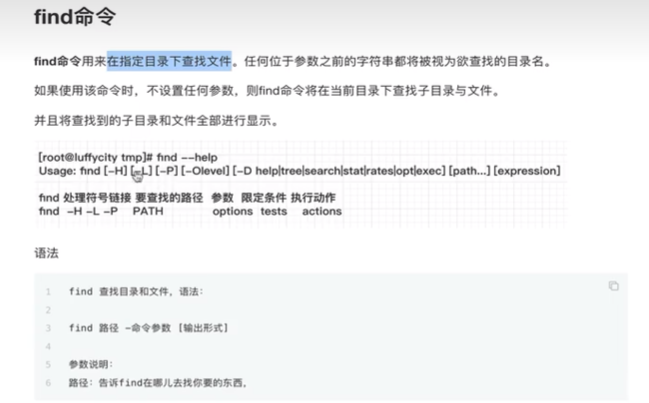 find命令
find命令用来在指定目录下查找文件。任何位于参数之前的字符串都将被视为欲查找的目录名。
如果使用该命令时，不设置任何参数，则find命令将在当前目录下查找子目录与文件。
并且将查找到的子目录和文件全部进行显示。
[root@luffycity tmp]# find --help
Usage: find [-H] [-L] [-P] [-Olevel] [-D help|tree|search|stat|rates|opt|exec] [path...] [expression]
find 处理符号链接 要查找的路径 参数 限定条件 执行动作
find -H -L -P PATH options tests actions
语法
1 find 查找目录和文件，语法：
2
3 find 路径 -命令参数 [输出形式]
4
5 参数说明：
6 路径：告诉find在哪儿去找你要的东西，